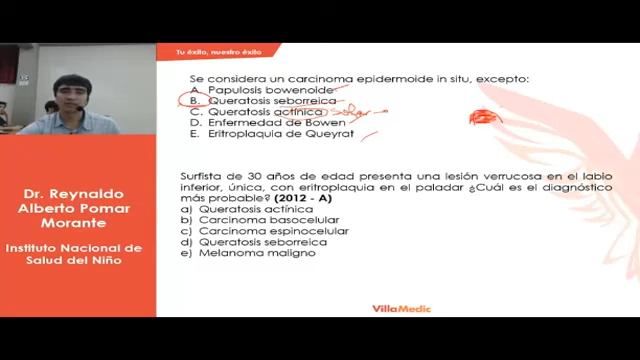 Tu éxito, nuestro éxito
Se considera un carcinoma epidermoide in situ, excepto:
A. Papulosis bowenoide
B. Queratosis seborreica
C. Queratosis actínica solar
D. Enfermedad de Bowen
E. Eritroplaquia de Queyrat
Surfista de 30 años de edad presenta una lesión verrucosa en el labio
inferior, única, con eritroplaquia en el paladar ¿Cuál es el diagnóstico
más probable? (2012 - A)
a) Queratosis actínica
b) Carcinoma basocelular
c) Carcinoma espinocelular
d) Queratosis seborreica
e) Melanoma maligno
Dr. Reynaldo
Alberto Pomar
Morante
Instituto Nacional de
Salud del Niño
VillaMedic